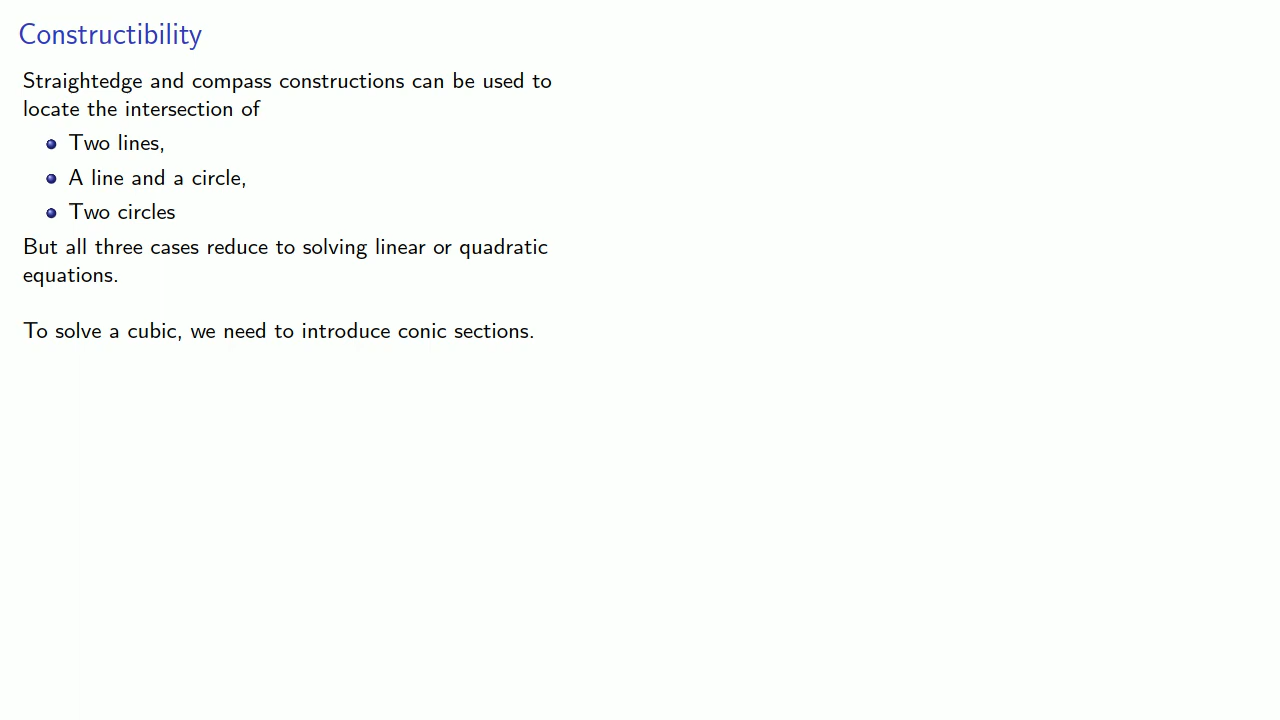 Constructibility
Straightedge and compass constructions can be used to
locate the intersection of
Two lines,
A line and a circle,
Two circles
But all three cases reduce to solving linear or quadratic
equations.
To solve a cubic, we need to introduce conic sections.